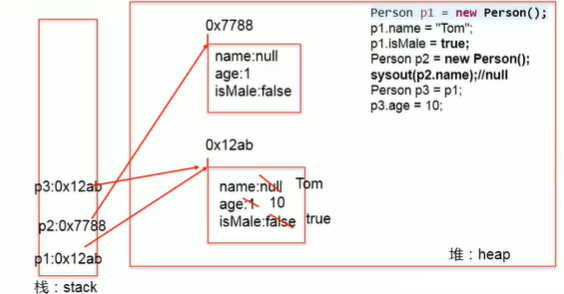 0x7788
name:null
age:1
isMale:false
0x12ab
name:null Tom
age:1 10
isMale:false true
p3:0x12ab
p2:0x7788
p1:0x12ab
栈：stack
堆：heap
Person p1 = new Person();
p1.name = "Tom";
p1.isMale = true;
Person p2 = new Person();
sysout(p2.name);//null
Person p3 = p1;
p3.age = 10;